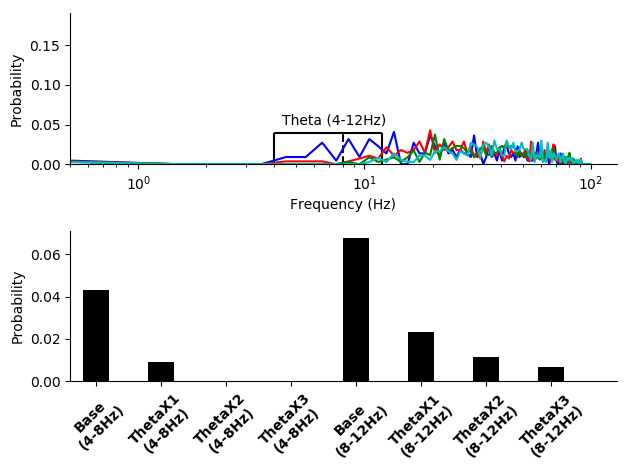 Probability
0.15
0.10
0.05
0.00
Theta (4-12Hz)
10⁰
10¹
10²
Frequency (Hz)
Probability
0.06
0.04
0.02
0.00
Base
(4-8Hz)
ThetaX1
(4-8Hz)
ThetaX2
(4-8Hz)
ThetaX3
(4-8Hz)
Base
(8-12Hz)
ThetaX1
(8-12Hz)
ThetaX2
(8-12Hz)
ThetaX3
(8-12Hz)